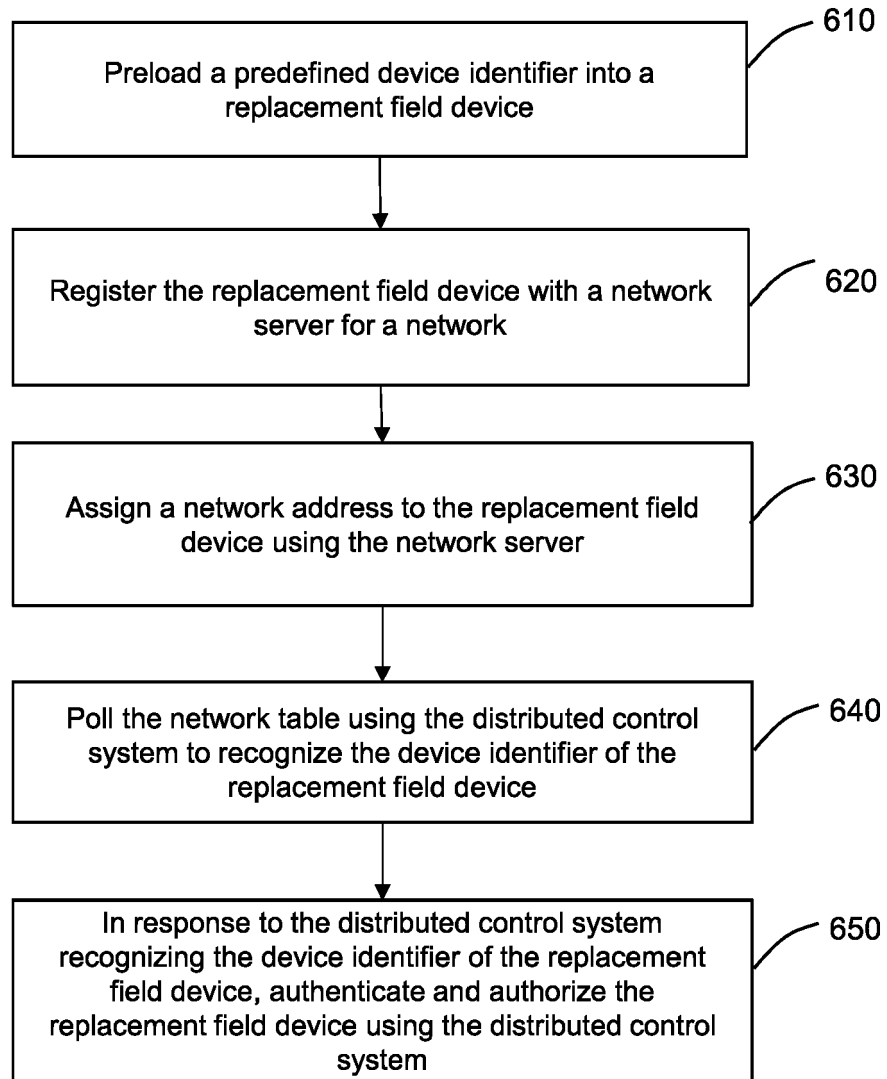 610
Preload a predefined device identifier into a
replacement field device
620
Register the replacement field device with a network
server for a network
630
Assign a network address to the replacement field
device using the network server
640
Poll the network table using the distributed control
system to recognize the device identifier of the
replacement field device
650
In response to the distributed control system
recognizing the device identifier of the replacement
field device, authenticate and authorize the
replacement field device using the distributed control
system